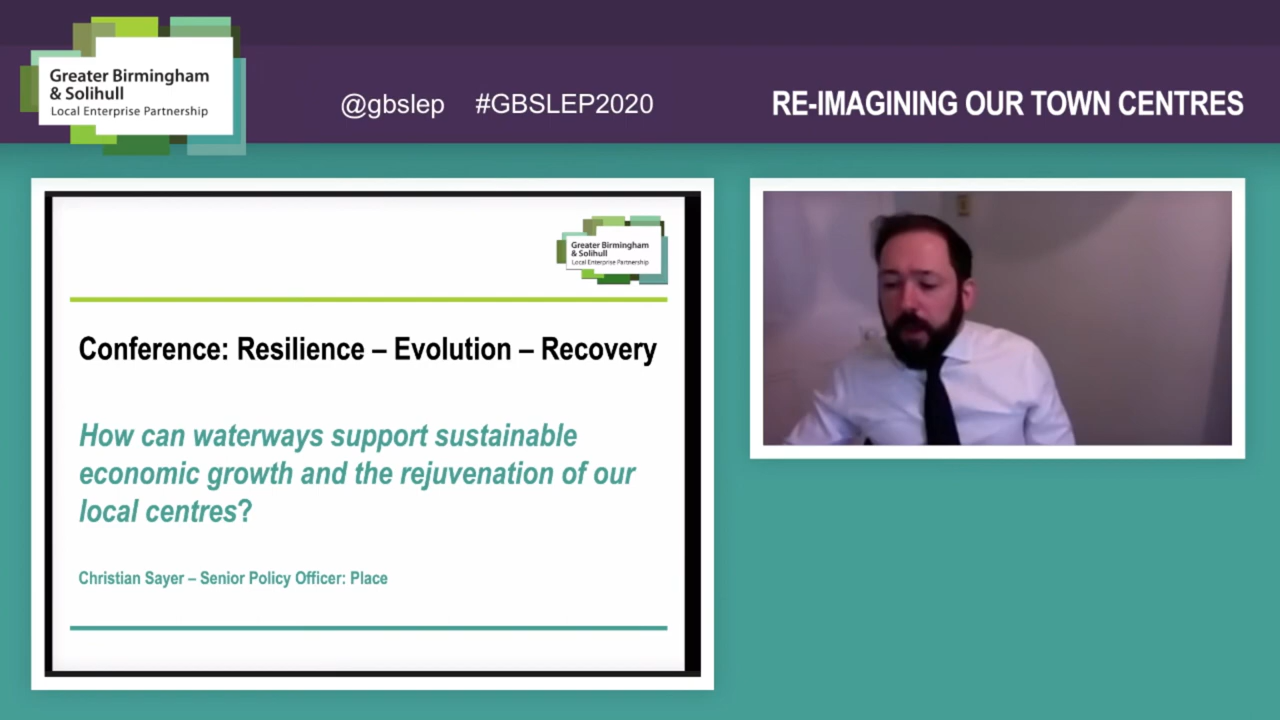 Greater Birmingham
& Solihull
Local Enterprise Partnership
@gbslep #GBSLEP2020
RE-IMAGINING OUR TOWN CENTRES
Greater Birmingham
& Solihull
Local Enterprise Partnership
Conference: Resilience – Evolution – Recovery
How can waterways support sustainable
economic growth and the rejuvenation of our
local centres?
Christian Sayer – Senior Policy Officer: Place